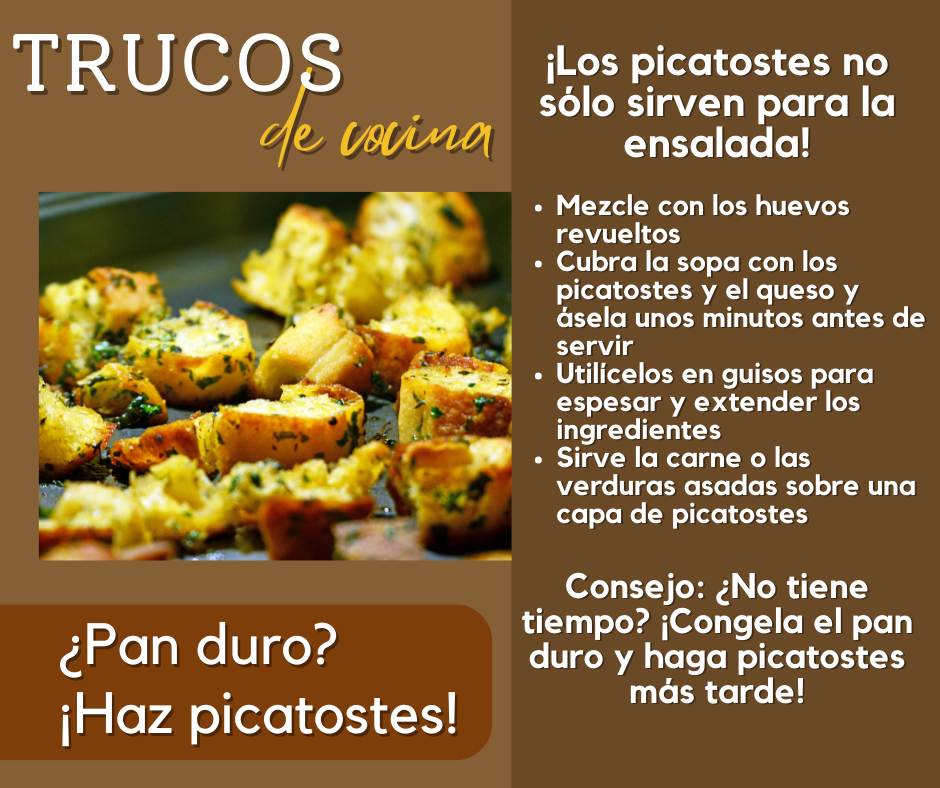 TRUCOS
de cocina
¿Pan duro?
¡Haz picatostes!
¡Los picatostes no
sólo sirven para la
ensalada!
• Mezcle con los huevos
revueltos
• Cubra la sopa con los
picatostes y el queso y
ásela unos minutos antes de
servir
• Utilícelos en guisos para
espesar y extender los
ingredientes
• Sirve la carne o las
verduras asadas sobre una
capa de picatostes
Consejo: ¿No tiene
tiempo? ¡Congela el pan
duro y haga picatostes
más tarde!